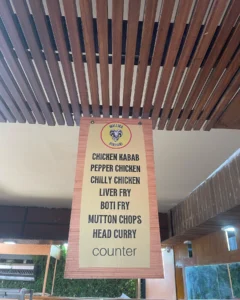 CHICKEN KABAB
PEPPER CHICKEN
CHILLY CHICKEN
LIVER FRY
BOTI FRY
MUTTON CHOPS
HEAD CURRY
counter